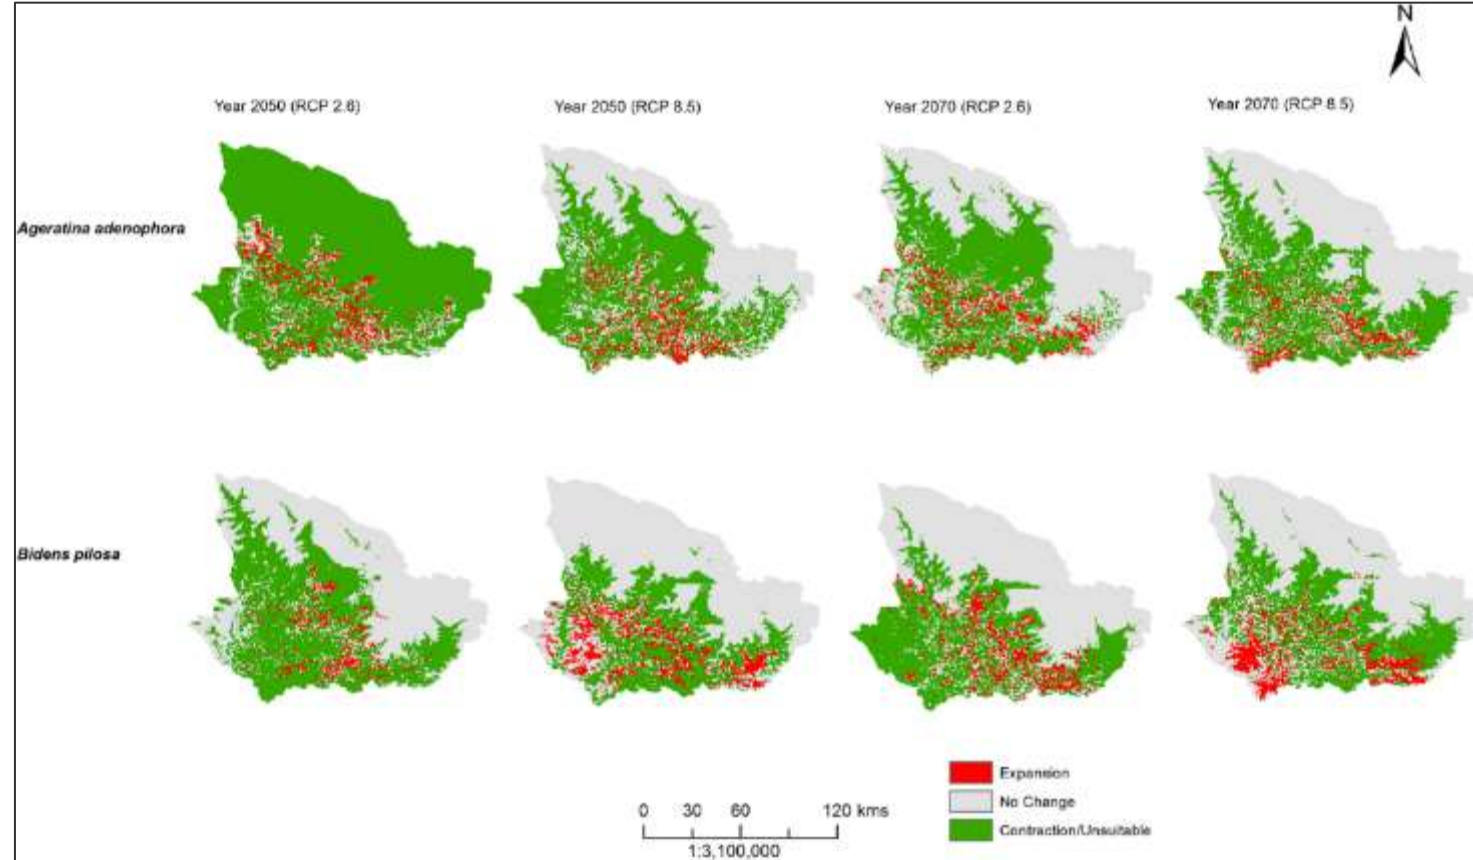 N
Year 2050 (RCP 2.6) Year 2050 (RCP 8.5) Year 2070 (RCP 2.6) Year 2070 (RCP 8.5)
Ageratina adenophora
Bidens pilosa
Expansion
No Change
Contraction/Unsuitable
0 30 60 120 kms
1:3,100,000